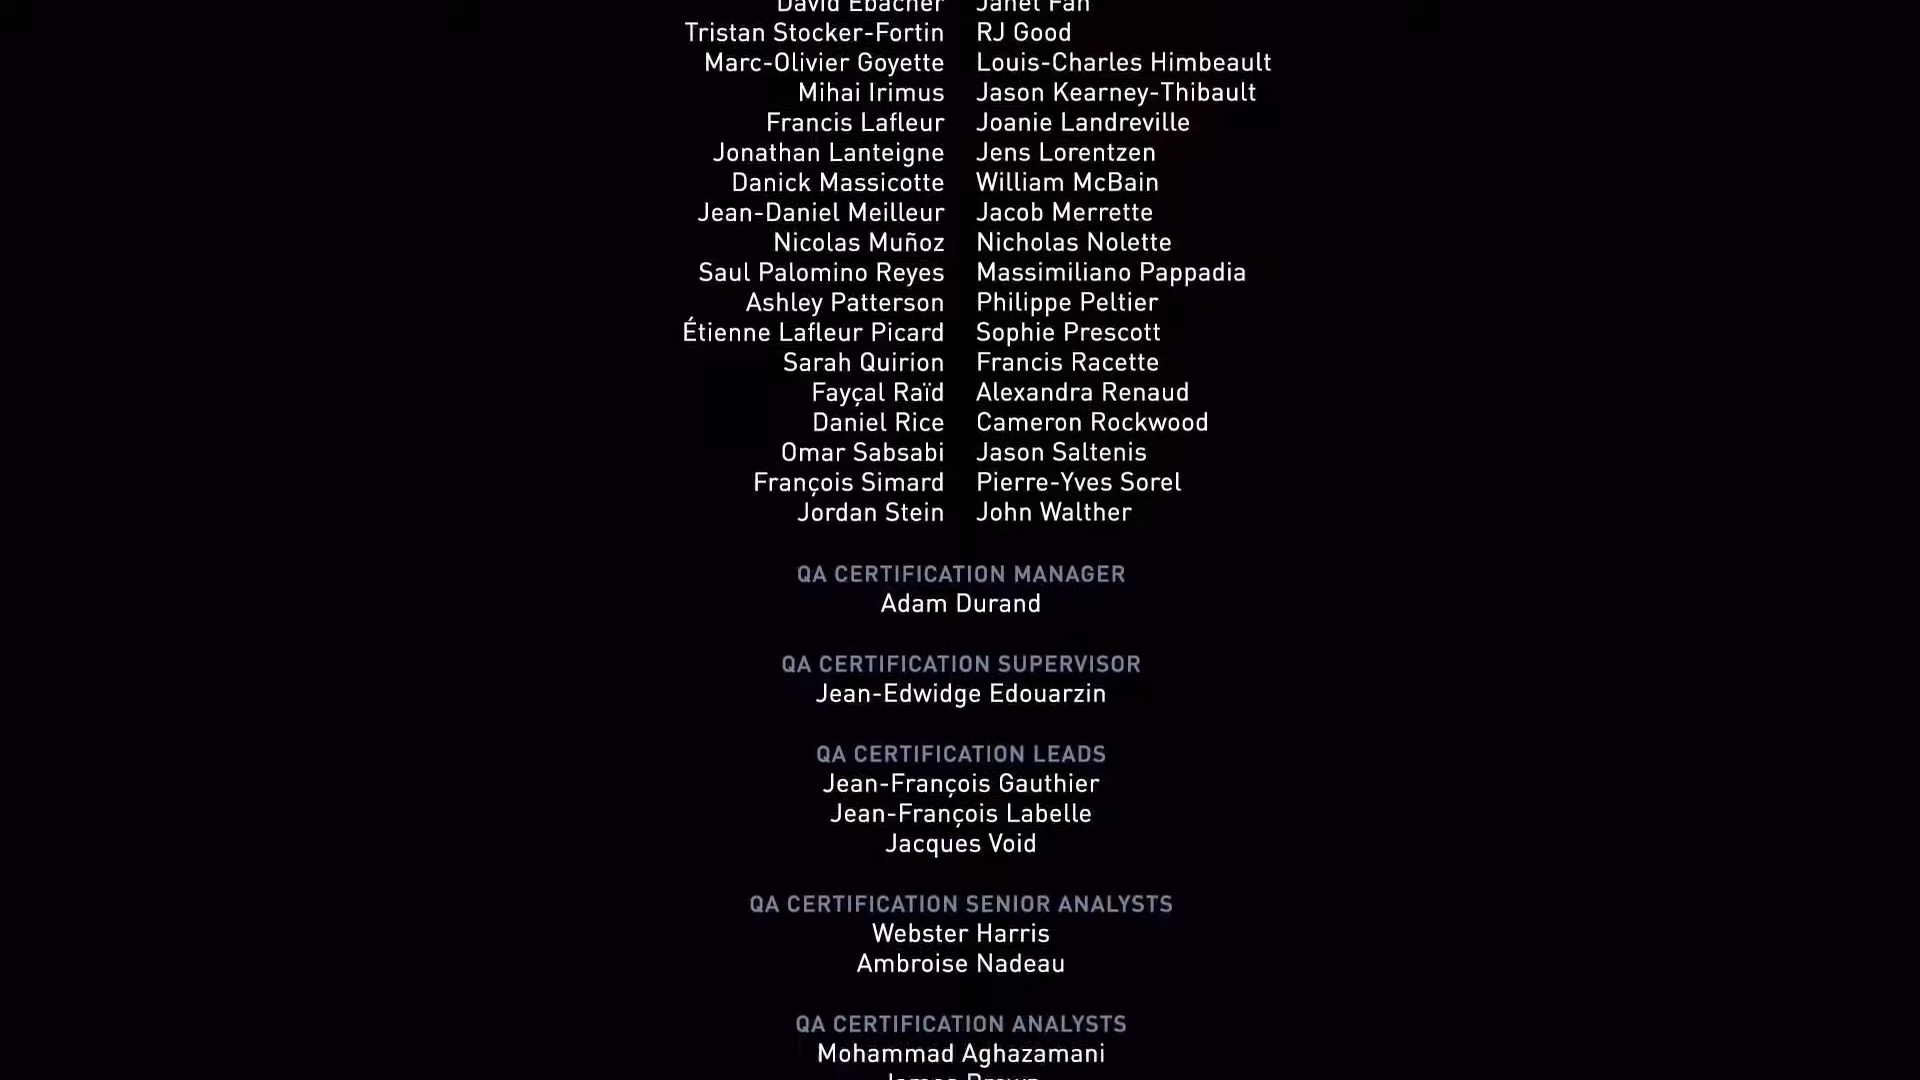 David Ebacher Janet Fan
Tristan Stocker-Fortin RJ Good
Marc-Olivier Goyette Louis-Charles Himbeault
Mihai Irimus Jason Kearney-Thibault
Francis Lafleur Joanie Landreville
Jonathan Lanteigne Jens Lorentzen
Danick Massicotte William McBain
Jean-Daniel Meilleur Jacob Merrette
Nicolas Muñoz Nicholas Nolette
Saul Palomino Reyes Massimiliano Pappadia
Ashley Patterson Philippe Peltier
Étienne Lafleur Picard Sophie Prescott
Sarah Quirion Francis Racette
Fayçal Raïd Alexandra Renaud
Daniel Rice Cameron Rockwood
Omar Sabsabi Jason Saltenis
François Simard Pierre-Yves Sorel
Jordan Stein John Walther
QA CERTIFICATION MANAGER
Adam Durand
QA CERTIFICATION SUPERVISOR
Jean-Edwidge Edouarzin
QA CERTIFICATION LEADS
Jean-François Gauthier
Jean-François Labelle
Jacques Void
QA CERTIFICATION SENIOR ANALYSTS
Webster Harris
Ambroise Nadeau
QA CERTIFICATION ANALYSTS
Mohammad Aghazamani